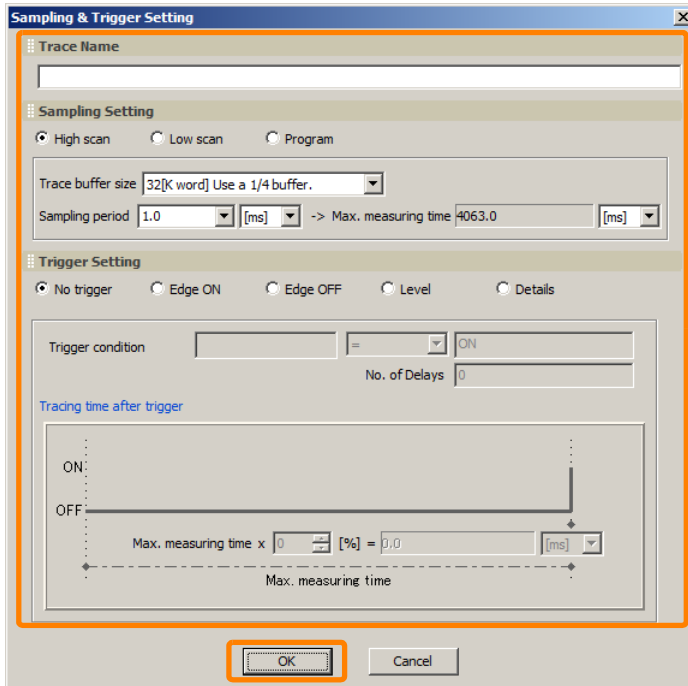 Sampling & Trigger Setting
Trace Name
Sampling Setting
High scan Low scan Program
Trace buffer size 32[K word] Use a 1/4 buffer.
Sampling period 1.0 [ms] -> Max. measuring time 4063.0 [ms]
Trigger Setting
No trigger Edge ON Edge OFF Level Details
Trigger condition = ON
No. of Delays 0
Tracing time after trigger
ON
OFF
Max. measuring time x 0 [%] = 0.0 [ms]
Max. measuring time
OK Cancel